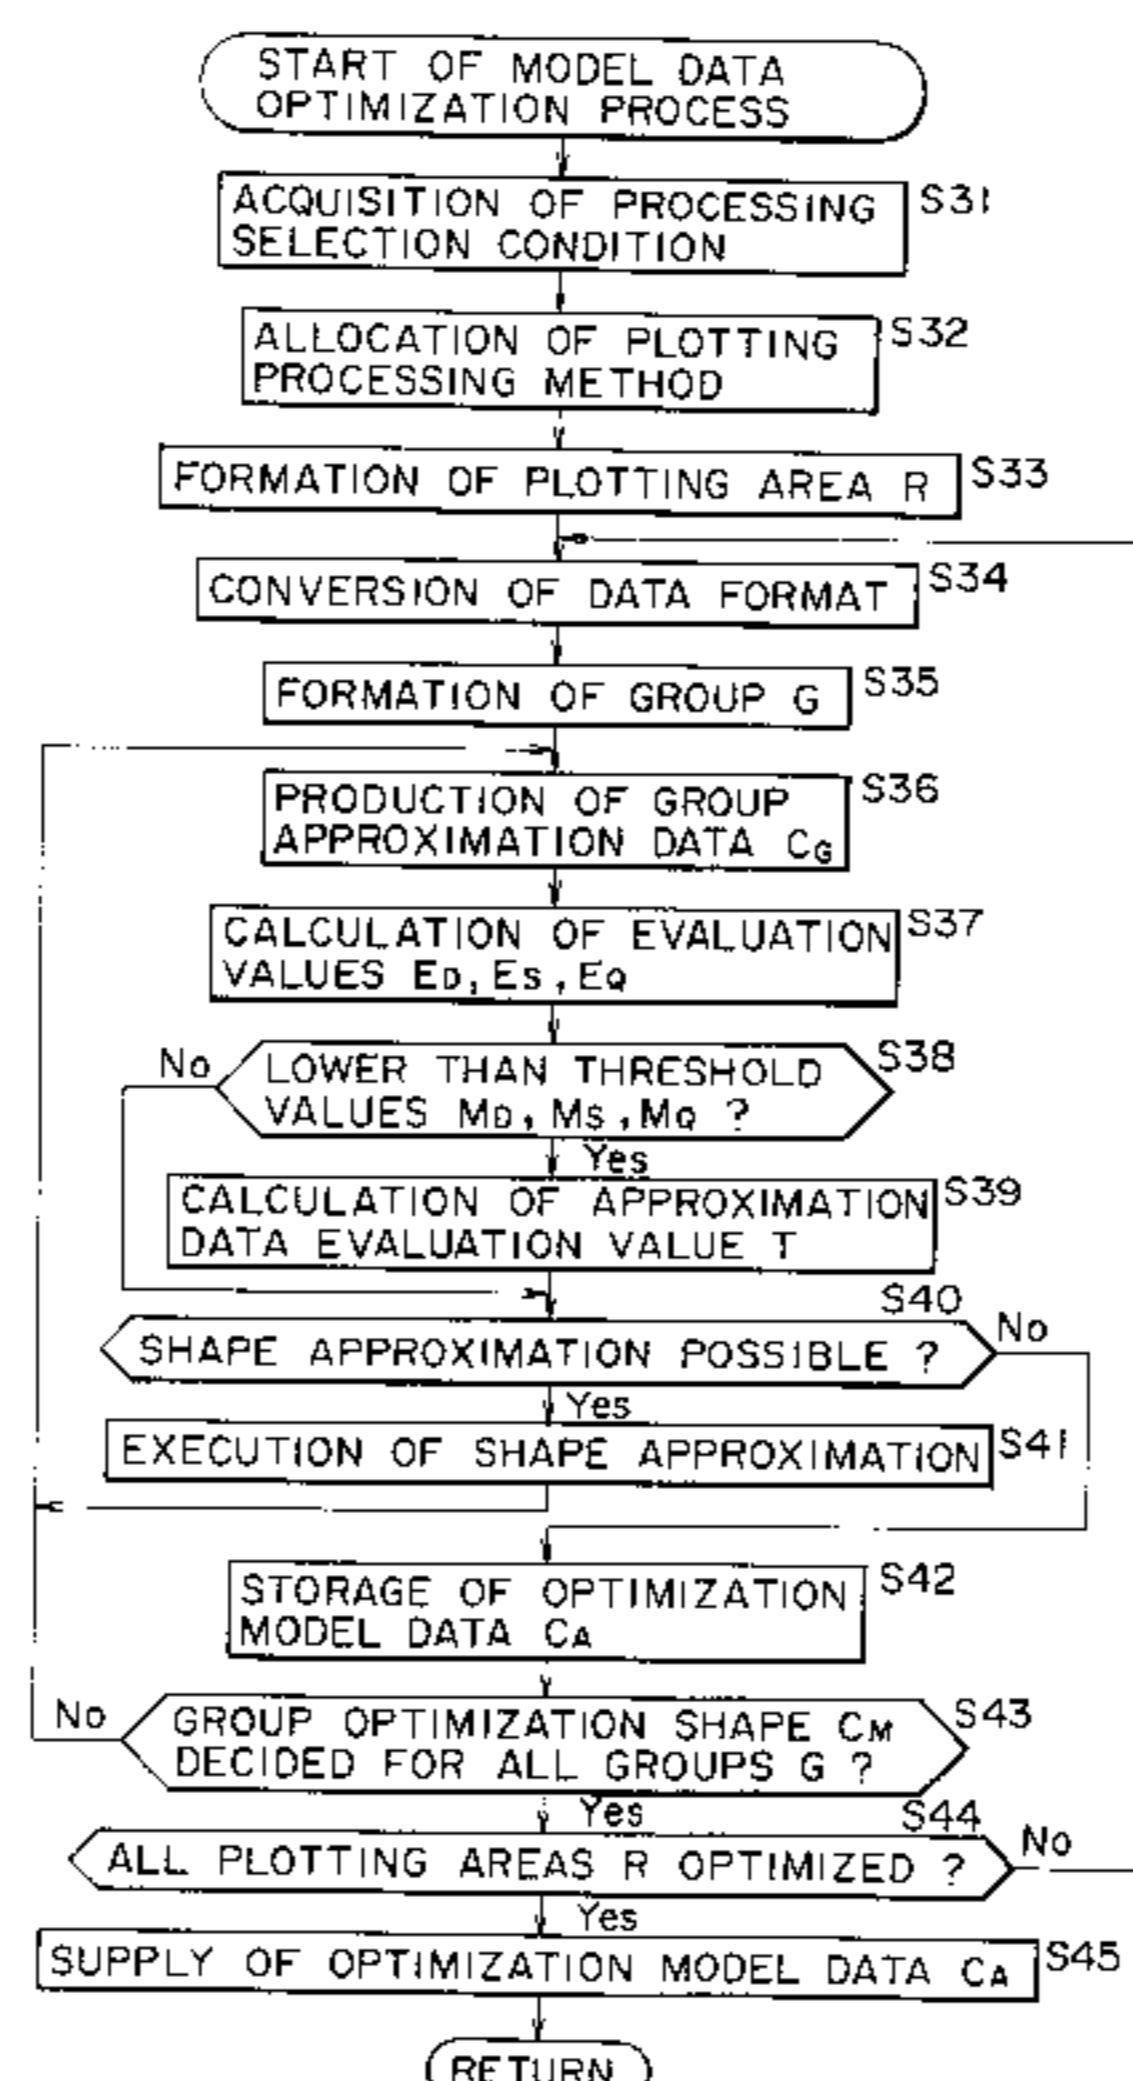 START OF MODEL DATA
OPTIMIZATION PROCESS
ACQUISITION OF PROCESSING
SELECTION CONDITION
S31
ALLOCATION OF PLOTTING
PROCESSING METHOD
S32
FORMATION OF PLOTTING AREA R
S33
CONVERSION OF DATA FORMAT
S34
FORMATION OF GROUP G
S35
PRODUCTION OF GROUP
APPROXIMATION DATA CG
S36
CALCULATION OF EVALUATION
VALUES ED, ES, EQ
S37
No
LOWER THAN THRESHOLD
VALUES MD, MS, MQ ?
S38
Yes
CALCULATION OF APPROXIMATION
DATA EVALUATION VALUE T
S39
SHAPE APPROXIMATION POSSIBLE ?
S40
No
Yes
EXECUTION OF SHAPE APPROXIMATION
S41
STORAGE OF OPTIMIZATION
MODEL DATA CA
S42
No
GROUP OPTIMIZATION SHAPE CM
DECIDED FOR ALL GROUPS G ?
S43
Yes
ALL PLOTTING AREAS R OPTIMIZED ?
S44
No
Yes
SUPPLY OF OPTIMIZATION MODEL DATA CA
S45
RETURN